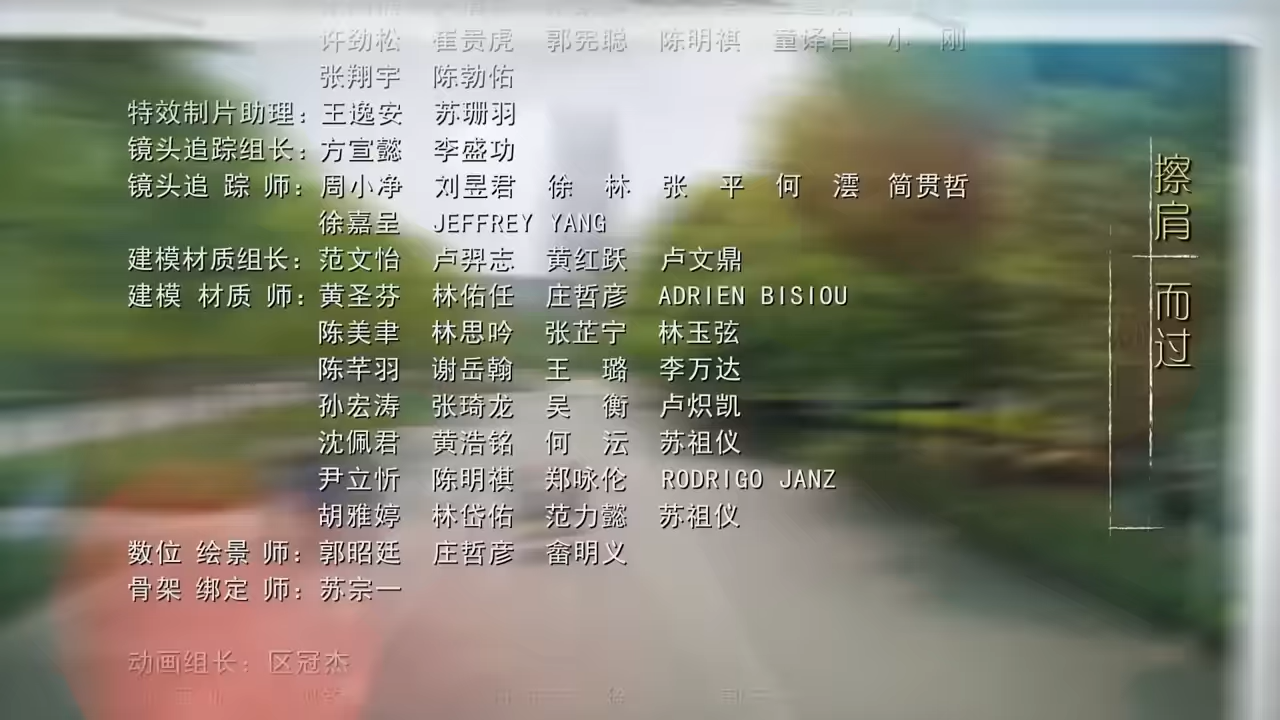 许劲松 崔贵虎 郭宪聪 陈明祺 童译白 小 刚
张翔宇 陈勃佑
特效制片助理：王逸安 苏珊羽
镜头追踪组长：方宣懿 李盛功
镜头追 踪 师：周小净 刘昱君 徐 林 张 平 何 澐 简贯哲
徐嘉呈 JEFFREY YANG
建模材质组长：范文怡 卢羿志 黄红跃 卢文鼎
建模 材质 师：黄圣芬 林佑任 庄哲彦 ADRIEN BISIOU
陈美聿 林思吟 张芷宁 林玉弦
陈芊羽 谢岳翰 王 璐 李万达
孙宏涛 张琦龙 吴 衡 卢炽凯
沈佩君 黄浩铭 何 沄 苏祖仪
尹立忻 陈明祺 郑咏伦 RODRIGO JANZ
胡雅婷 林岱佑 范力懿 苏祖仪
数位 绘景 师：郭昭廷 庄哲彦 畲明义
骨架 绑定 师：苏宗一
动画组长：区冠杰
擦肩而过